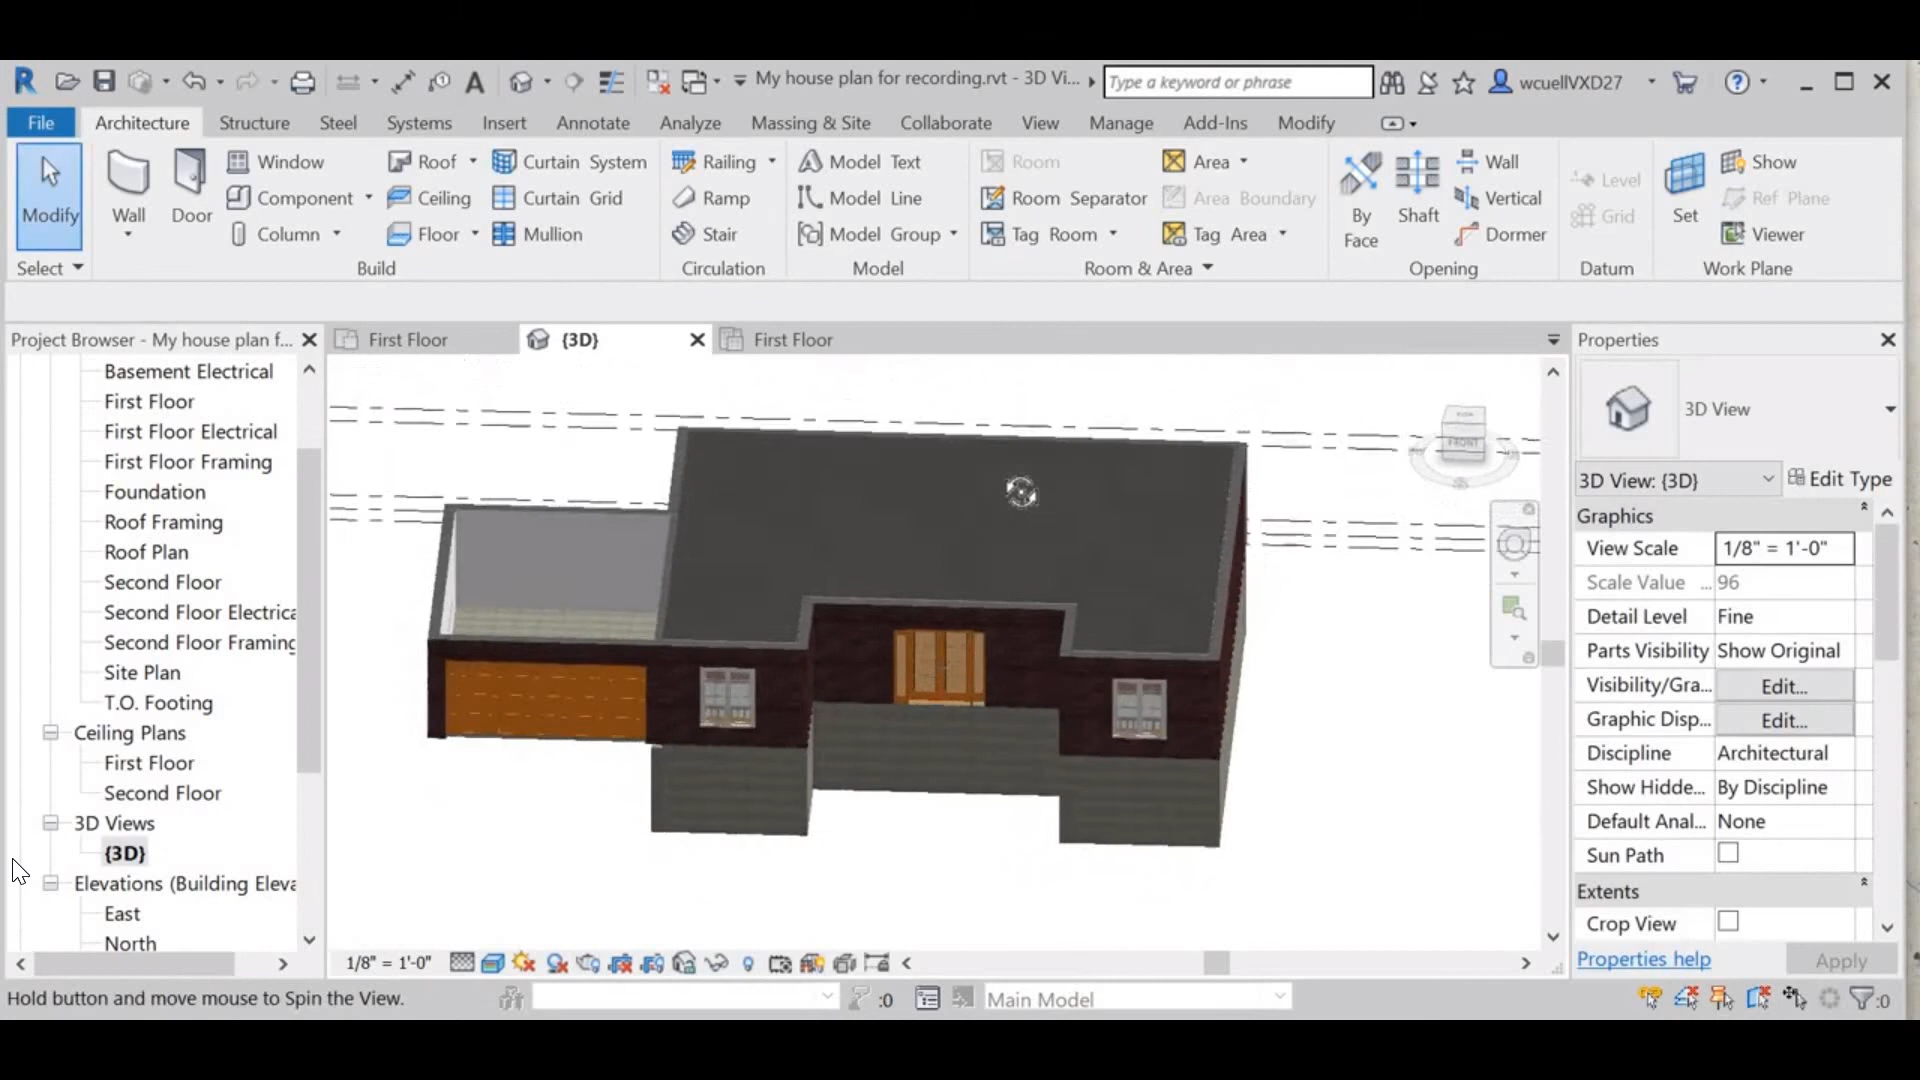 My house plan for recording.rvt - 3D Vi...
Type a keyword or phrase
wcuellVXD27
File
Architecture
Structure
Steel
Systems
Insert
Annotate
Analyze
Massing & Site
Collaborate
View
Manage
Add-Ins
Modify
Modify
Select
Wall
Door
Window
Component
Column
Roof
Ceiling
Floor
Curtain System
Curtain Grid
Mullion
Build
Railing
Ramp
Stair
Circulation
Model Text
Model Line
Model Group
Model
Room
Room Separator
Tag Room
Area
Area Boundary
Tag Area
Room & Area
By
Face
Shaft
Wall
Vertical
Dormer
Opening
Level
Grid
Datum
Set
Show
Ref Plane
Viewer
Work Plane
Project Browser - My house plan f...
Basement Electrical
First Floor
First Floor Electrical
First Floor Framing
Foundation
Roof Framing
Roof Plan
Second Floor
Second Floor Electrica
Second Floor Framing
Site Plan
T.O. Footing
Ceiling Plans
First Floor
Second Floor
3D Views
{3D}
Elevations (Building Eleva
East
North
First Floor
{3D}
First Floor
FRONT
Properties
3D View
3D View: {3D}
Edit Type
Graphics
View Scale 1/8" = 1'-0"
Scale Value ... 96
Detail Level Fine
Parts Visibility Show Original
Visibility/Gra... Edit...
Graphic Disp... Edit...
Discipline Architectural
Show Hidde... By Discipline
Default Anal... None
Sun Path
Extents
Crop View
Properties help
Apply
1/8" = 1'-0"
Hold button and move mouse to Spin the View.
:0
Main Model
:0